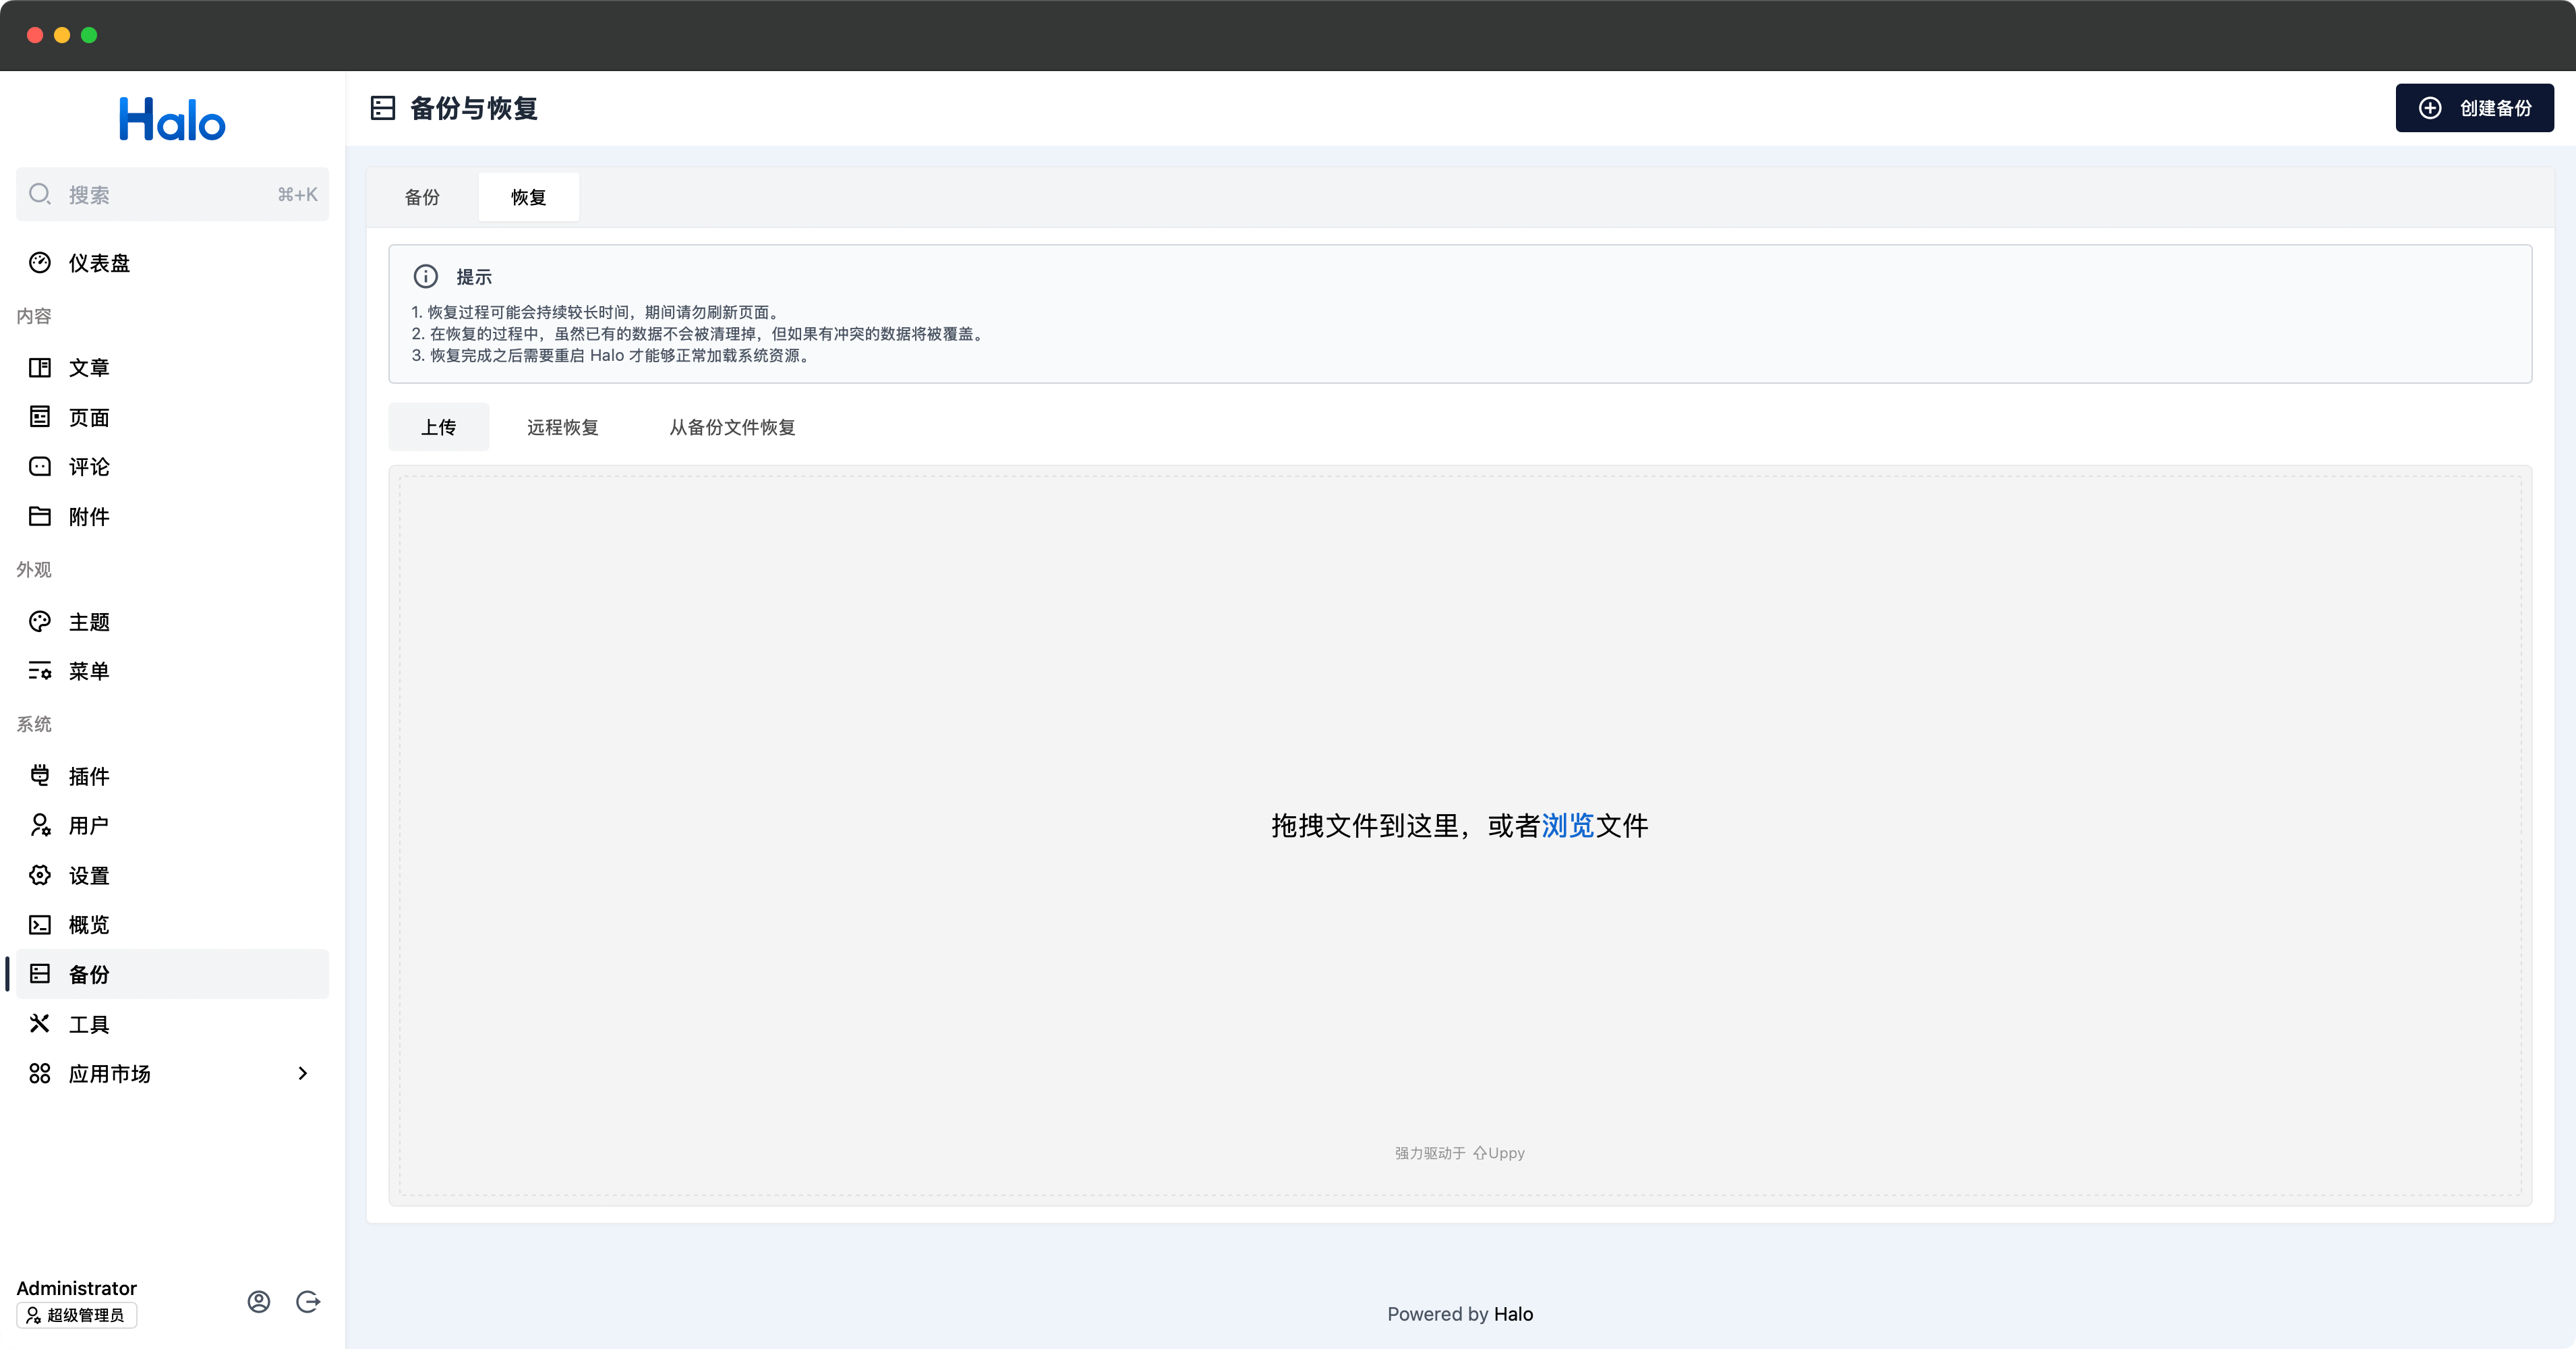 Halo
搜索 ⌘+K
仪表盘
内容
文章
页面
评论
附件
外观
主题
菜单
系统
插件
用户
设置
概览
备份
工具
应用市场
Administrator
超级管理员
备份与恢复
创建备份
备份 恢复
提示
1. 恢复过程可能会持续较长时间，期间请勿刷新页面。
2. 在恢复的过程中，虽然已有的数据不会被清理掉，但如果有冲突的数据将被覆盖。
3. 恢复完成之后需要重启 Halo 才能够正常加载系统资源。
上传 远程恢复 从备份文件恢复
拖拽文件到这里，或者浏览文件
强力驱动于 Uppy
Powered by Halo